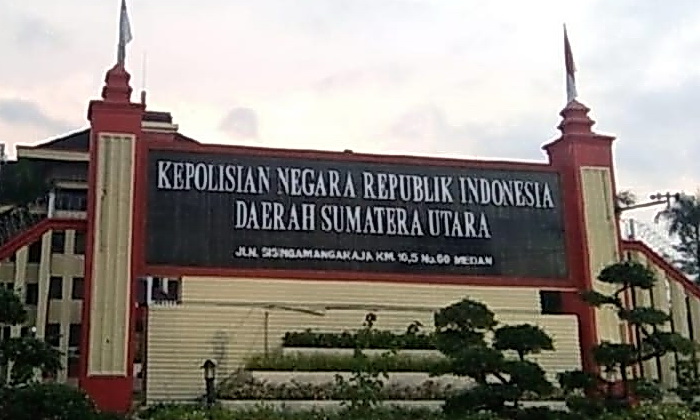 KEPOLISIAN NEGARA REPUBLIK INDONESIA
DAERAH SUMATERA UTARA
JLN. SISINGAMANGARAJA KM. 10,5 No.60 MEDAN